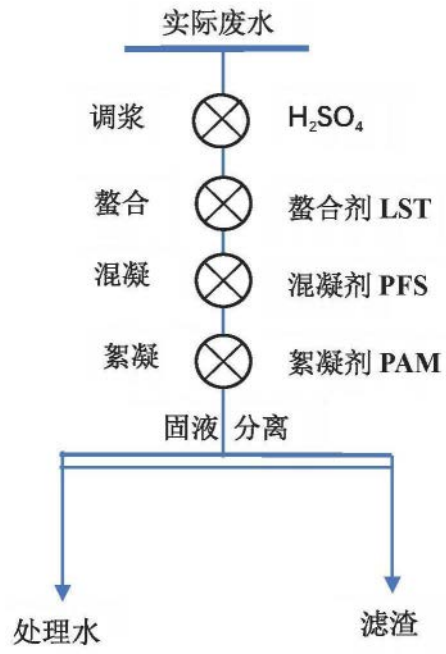 实际废水
调浆 H₂SO₄
螯合 螯合剂 LST
混凝 混凝剂 PFS
絮凝 絮凝剂 PAM
固液 分离
处理水 滤渣